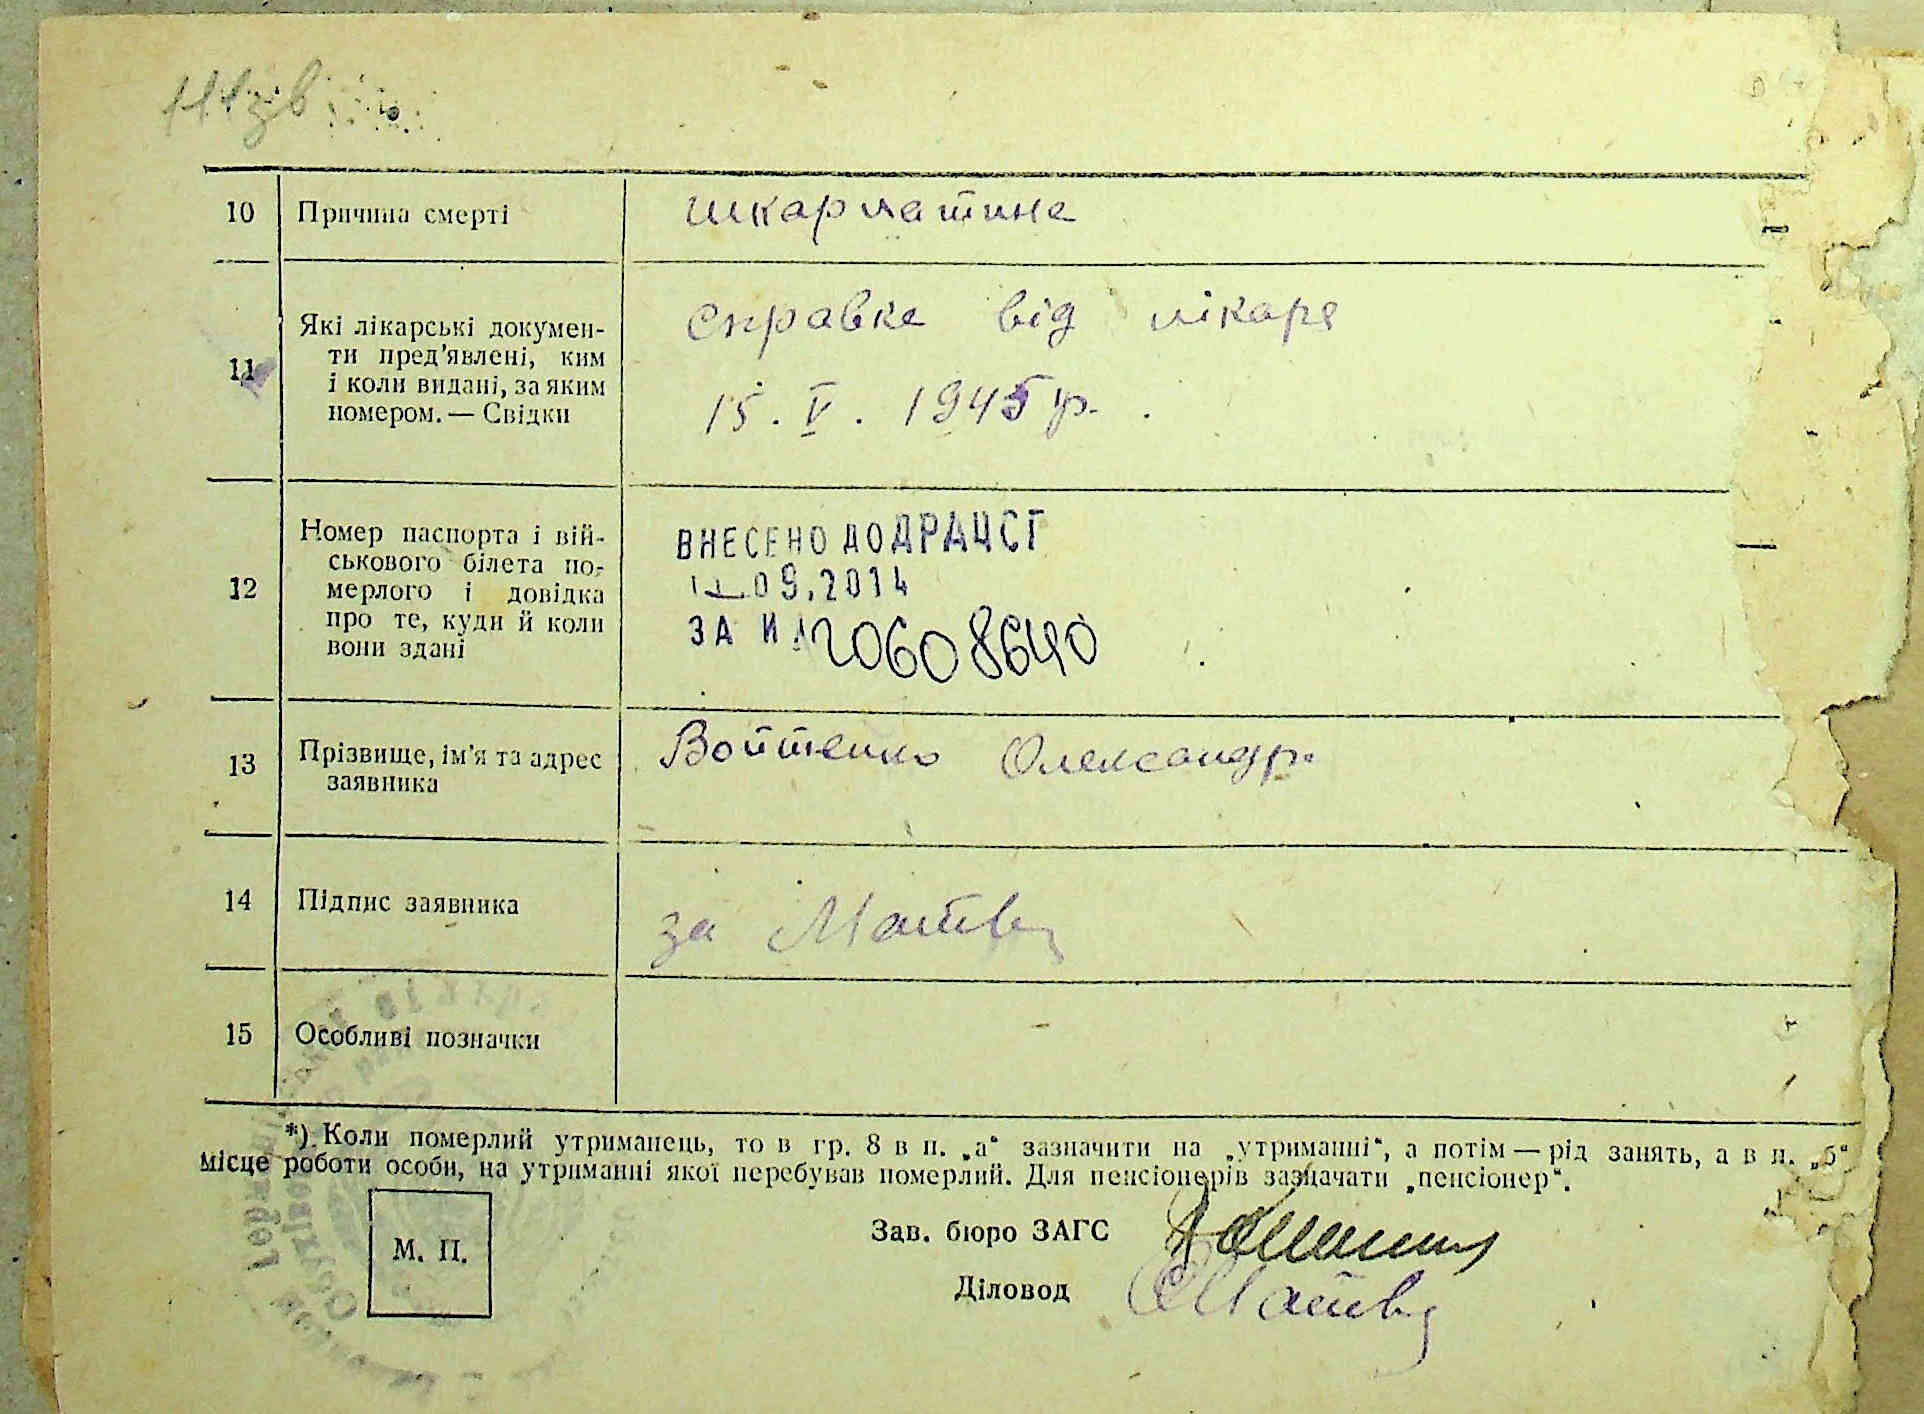 10 Причина смерті шкарлатина
11 Які лікарські докумен-
ти пред'явлені, ким
і коли видані, за яким
номером. — Свідки
справка від лікаря
15. V. 1945 р.
12 Номер паспорта і вій-
ськового білета по-
мерлого і довідка
про те, куди й коли
вони здані
ВНЕСЕНО ДО ДРАЦСГ
09.2014
ЗА 20608640
13 Прізвище, ім'я та адрес
заявника
Войтенко Олександр
14 Підпис заявника за
15 Особливі позначки
*) Коли померлий утриманець, то в гр. 8 в п. „а“ зазначити на „утриманні“, а потім — рід занять, а в п. „б“
місце роботи особи, на утриманні якої перебував померлий. Для пенсіонерів зазначати „пенсіонер“.
М. П.
Зав. бюро ЗАГС
Діловод